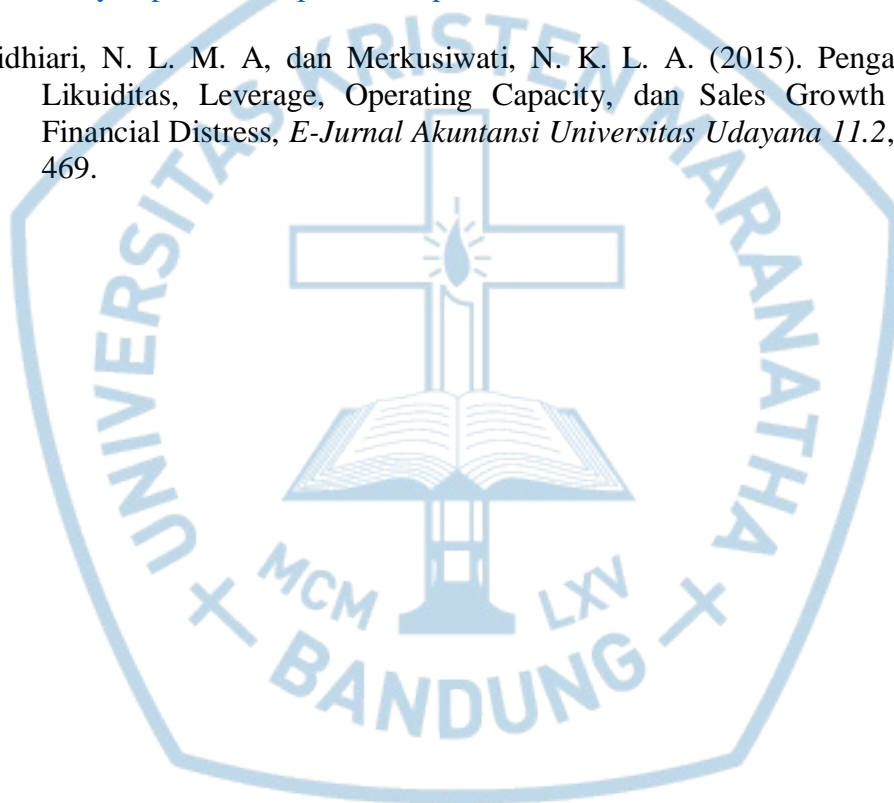 idhiari, N. L. M. A, dan Merkusiwati, N. K. L. A. (2015). Penga
Likuiditas, Leverage, Operating Capacity, dan Sales Growth
Financial Distress, E-Jurnal Akuntansi Universitas Udayana 11.2,
469.
UNIVERSITAS KRISTEN MARANATHA
MCM LXV
BANDUNG